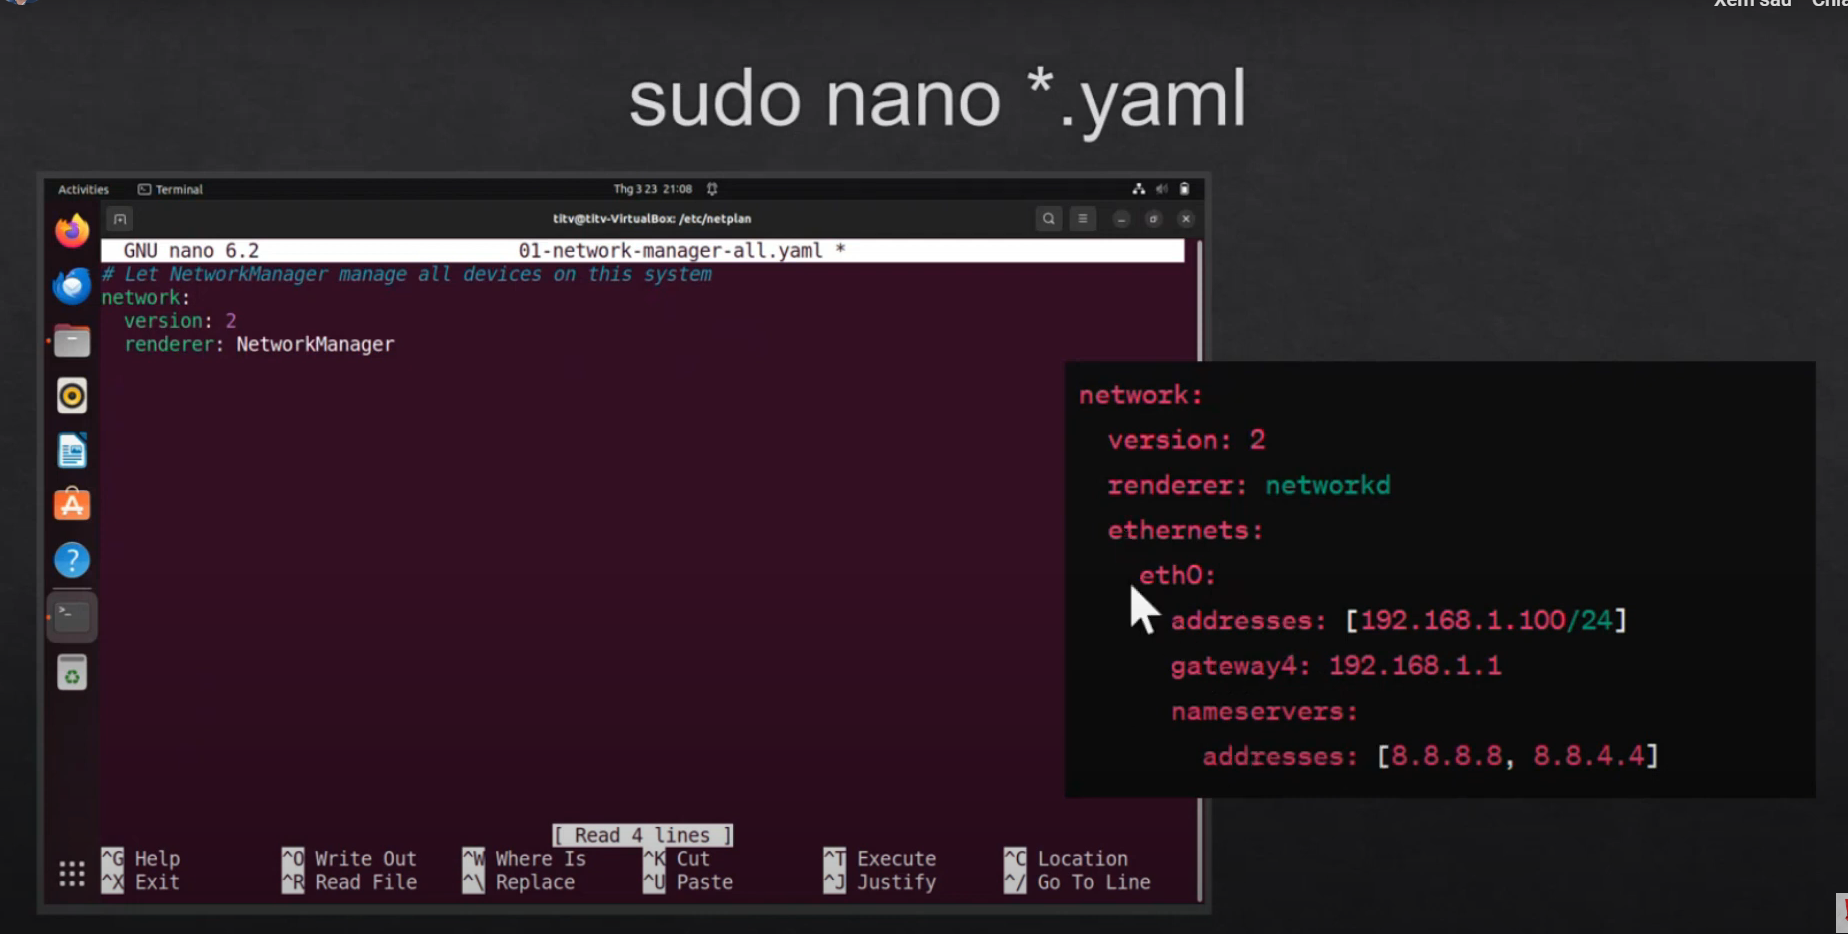 Xem sau
sudo nano *.yaml
Activities Terminal Thg 3 23 21:08
titv@titv-VirtualBox: /etc/netplan
GNU nano 6.2 01-network-manager-all.yaml *
# Let NetworkManager manage all devices on this system
network:
  version: 2
  renderer: NetworkManager
network:
  version: 2
  renderer: networkd
  ethernets:
    eth0:
      addresses: [192.168.1.100/24]
      gateway4: 192.168.1.1
      nameservers:
        addresses: [8.8.8.8, 8.8.4.4]
[ Read 4 lines ]
^G Help ^O Write Out ^W Where Is ^K Cut ^T Execute ^C Location
^X Exit ^R Read File ^\ Replace ^U Paste ^J Justify ^/ Go To Line